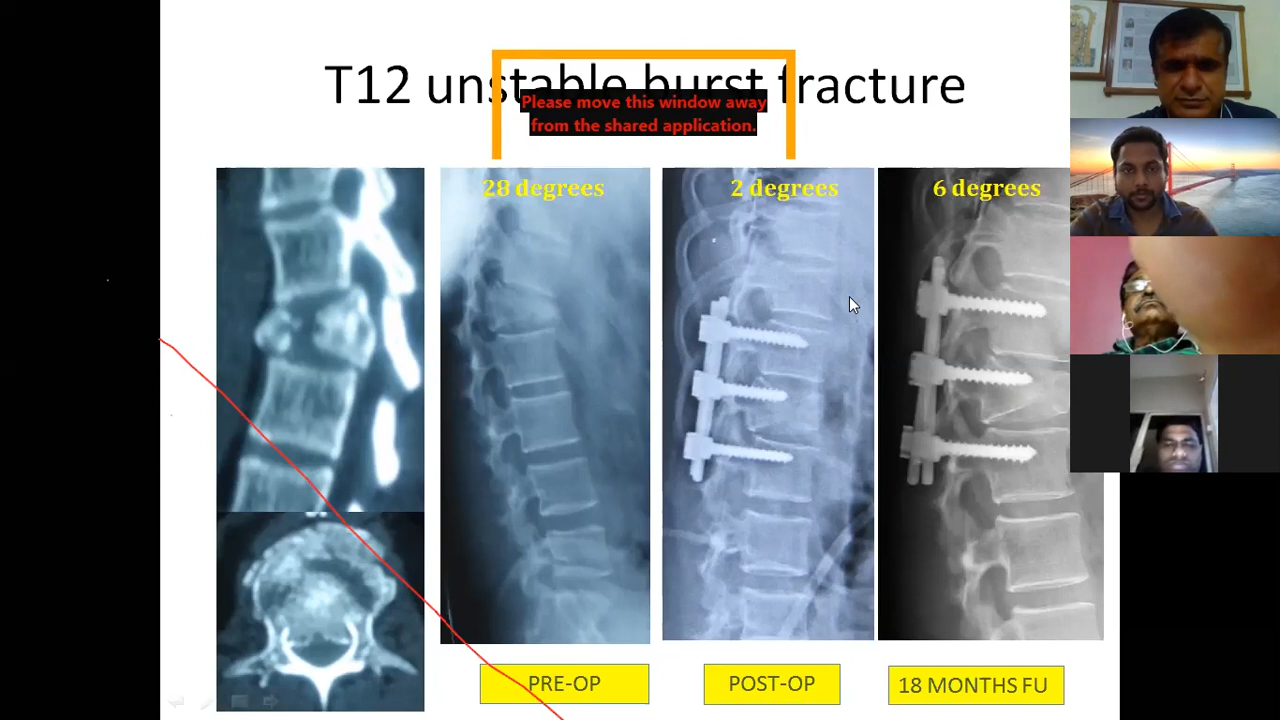 T12 unstable burst fracture
Please move this window away
from the shared application.
28 degrees
2 degrees
6 degrees
PRE-OP
POST-OP
18 MONTHS FU